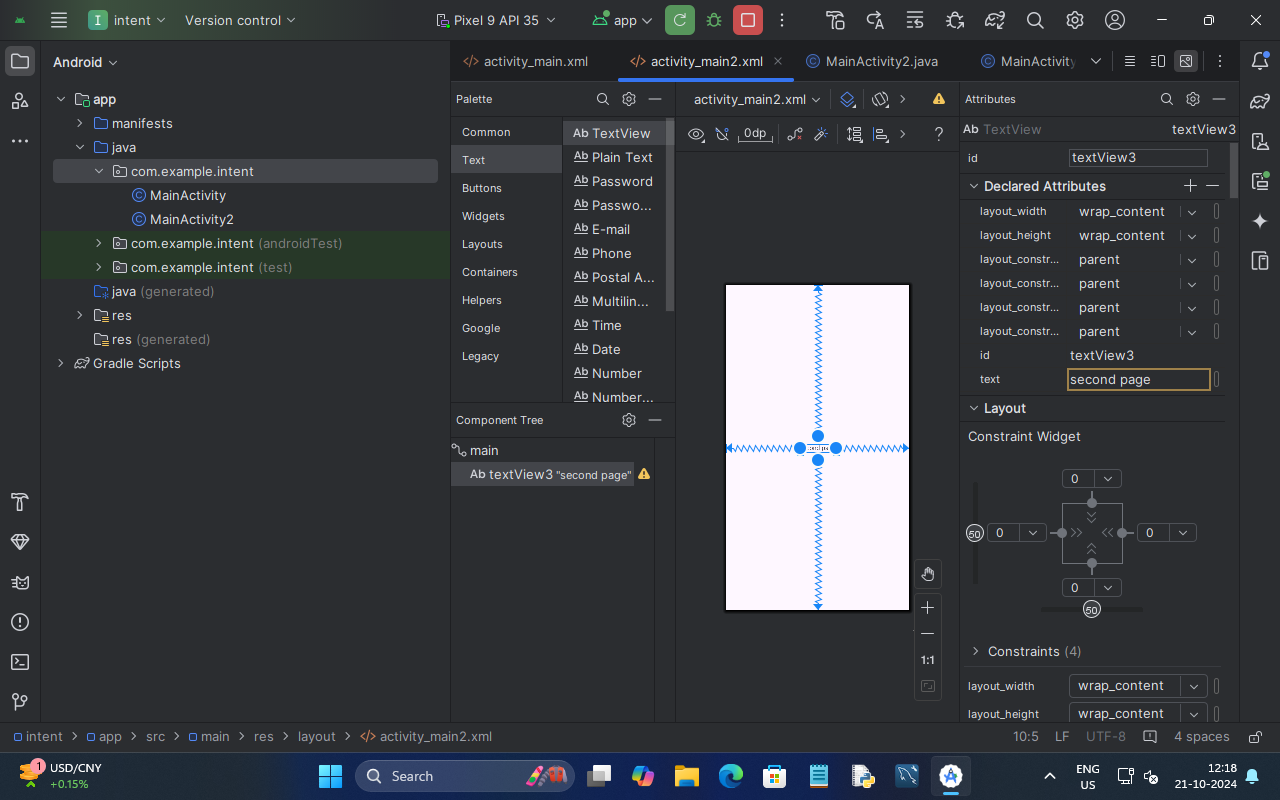 I intent Version control Pixel 9 API 35 app
Android
app
manifests
java
com.example.intent
MainActivity
MainActivity2
com.example.intent (androidTest)
com.example.intent (test)
java (generated)
res
res (generated)
Gradle Scripts
activity_main.xml activity_main2.xml MainActivity2.java MainActivity
Palette
Common
Text
Buttons
Widgets
Layouts
Containers
Helpers
Google
Legacy
Ab TextView
Ab Plain Text
Ab Password
Ab Passwo...
Ab E-mail
Ab Phone
Ab Postal A...
Ab Multilin...
Ab Time
Ab Date
Ab Number
Ab Number...
Component Tree
main
Ab textView3 "second page"
activity_main2.xml
0dp
?
1:1
Attributes
Ab TextView textView3
id textView3
Declared Attributes
layout_width wrap_content
layout_height wrap_content
layout_constr... parent
layout_constr... parent
layout_constr... parent
layout_constr... parent
id textView3
text second page
Layout
Constraint Widget
0
50 0 0
0
50
Constraints (4)
layout_width wrap_content
layout_height wrap_content
intent app src main res layout activity_main2.xml 10:5 LF UTF-8 4 spaces
1 USD/CNY
+0.15%
Search
ENG
US
12:18
21-10-2024